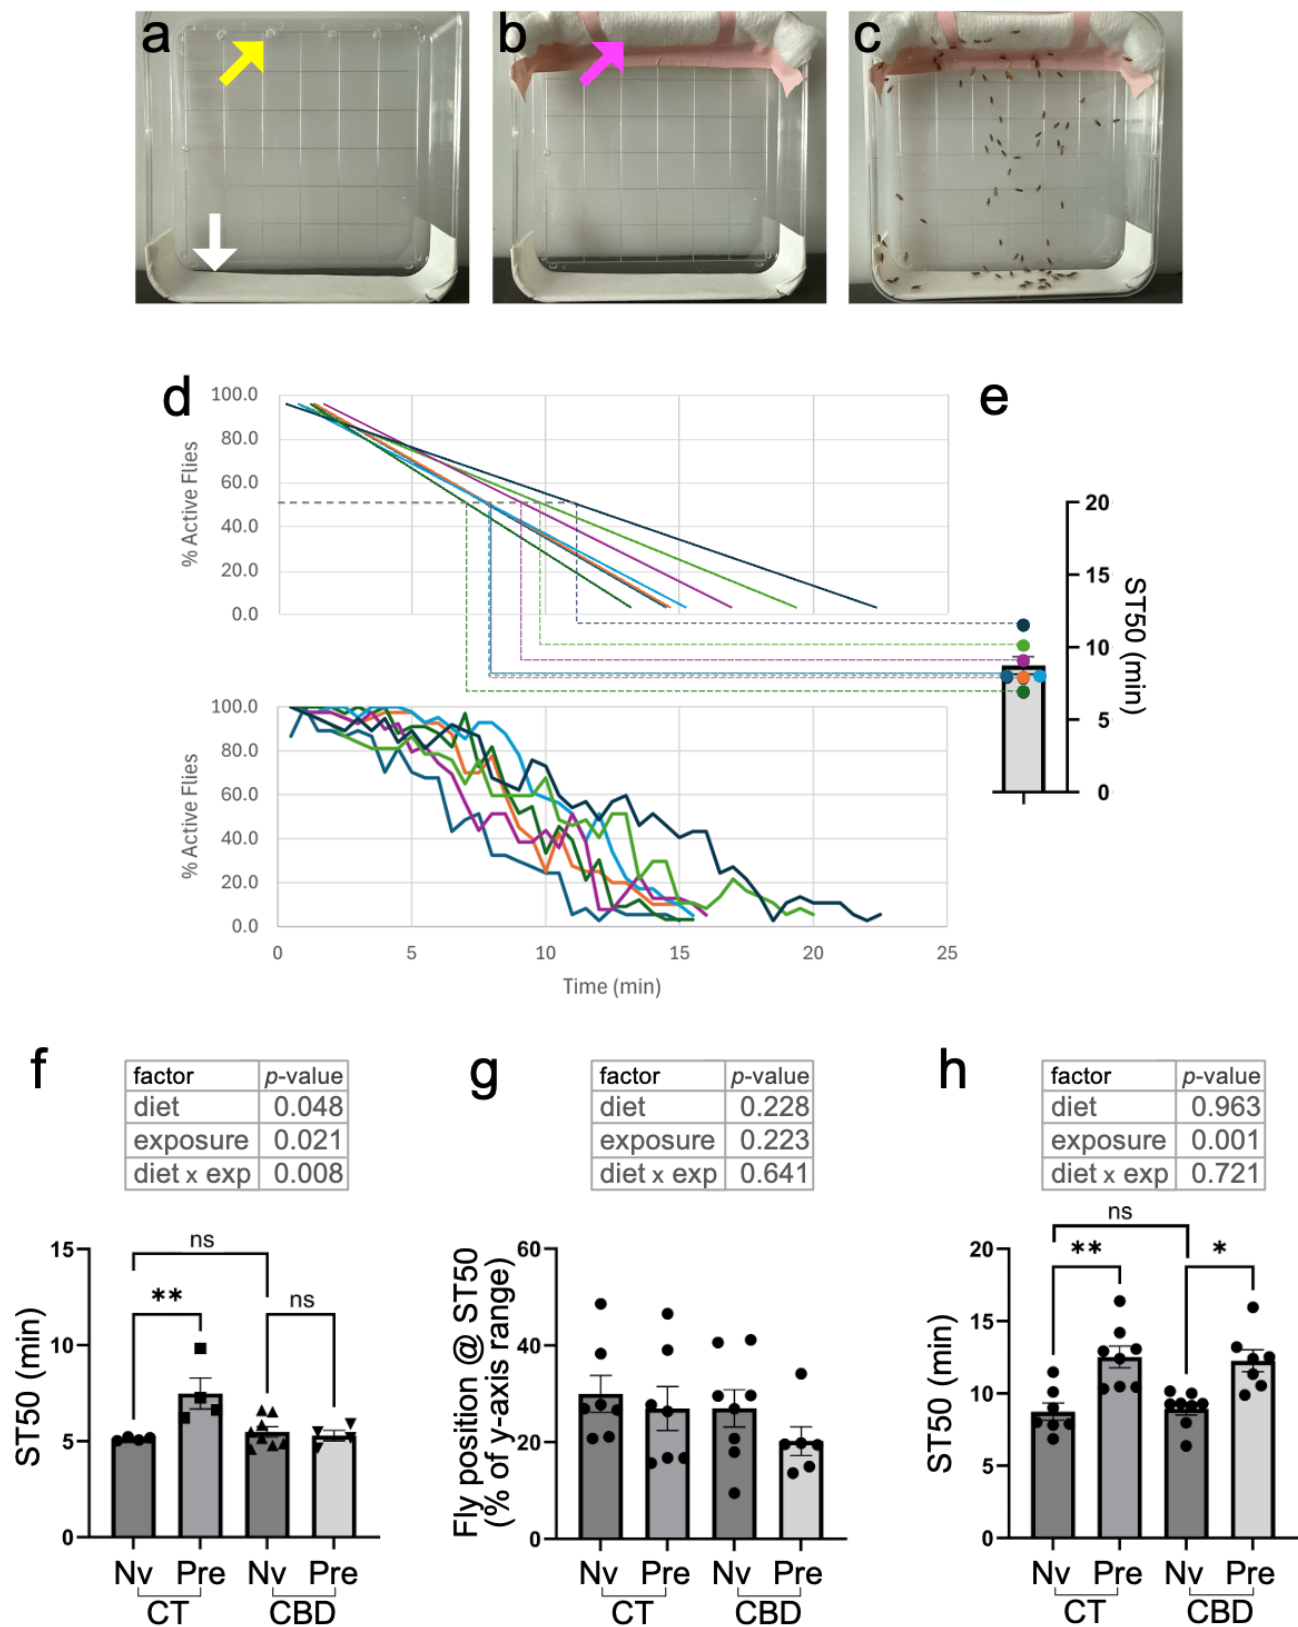 a
b
c
d
e
100.0
80.0
60.0
40.0
20.0
0.0
% Active Flies
20
15
10
5
0
ST50 (min)
100.0
80.0
60.0
40.0
20.0
0.0
% Active Flies
0 5 10 15 20 25
Time (min)
f
factor p-value
diet 0.048
exposure 0.021
diet x exp 0.008
ns
** ns
15
10
5
0
ST50 (min)
Nv Pre Nv Pre
CT CBD
g
factor p-value
diet 0.228
exposure 0.223
diet x exp 0.641
60
40
20
0
Fly position @ ST50
(% of y-axis range)
Nv Pre Nv Pre
CT CBD
h
factor p-value
diet 0.963
exposure 0.001
diet x exp 0.721
ns
** *
20
15
10
5
0
ST50 (min)
Nv Pre Nv Pre
CT CBD